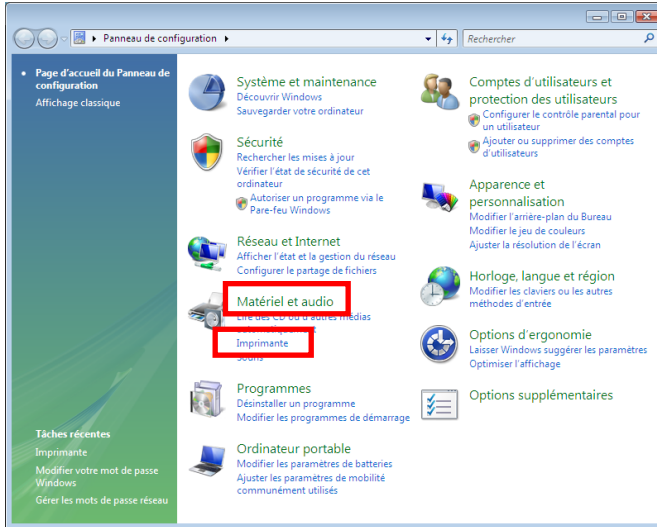 Panneau de configuration
Rechercher
Page d'accueil du Panneau de
configuration
Affichage classique
Tâches récentes
Imprimante
Modifier votre mot de passe
Windows
Gérer les mots de passe réseau
Système et maintenance
Découvrir Windows
Sauvegarder votre ordinateur
Sécurité
Rechercher les mises à jour
Vérifier l'état de sécurité de cet
ordinateur
Autoriser un programme via le
Pare-feu Windows
Réseau et Internet
Afficher l'état et la gestion du réseau
Configurer le partage de fichiers
Matériel et audio
Lire des CD ou d'autres médias
automatiquement
Imprimante
Souris
Programmes
Désinstaller un programme
Modifier les programmes de démarrage
Ordinateur portable
Modifier les paramètres de batteries
Ajuster les paramètres de mobilité
communément utilisés
Comptes d'utilisateurs et
protection des utilisateurs
Configurer le contrôle parental pour
un utilisateur
Ajouter ou supprimer des comptes
d'utilisateurs
Apparence et
personnalisation
Modifier l'arrière-plan du Bureau
Modifier le jeu de couleurs
Ajuster la résolution de l'écran
Horloge, langue et région
Modifier les claviers ou les autres
méthodes d'entrée
Options d'ergonomie
Laisser Windows suggérer les paramètres
Optimiser l'affichage
Options supplémentaires